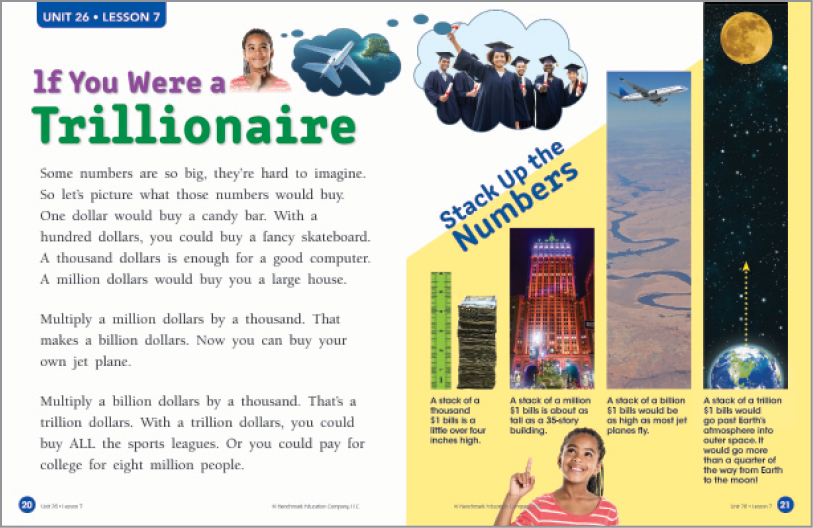 UNIT 26 • LESSON 7
If You Were a
Trillionaire
Some numbers are so big, they're hard to imagine.
So let's picture what those numbers would buy.
One dollar would buy a candy bar. With a
hundred dollars, you could buy a fancy skateboard.
A thousand dollars is enough for a good computer.
A million dollars would buy you a large house.
Multiply a million dollars by a thousand. That
makes a billion dollars. Now you can buy your
own jet plane.
Multiply a billion dollars by a thousand. That's a
trillion dollars. With a trillion dollars, you could
buy ALL the sports leagues. Or you could pay for
college for eight million people.
20
Unit 26 • Lesson 7
© Benchmark Education Company, LLC
Stack Up the
Numbers
A stack of a
thousand
$1 bills is a
little over four
inches high.
A stack of a million
$1 bills is about as
tall as a 35-story
building.
A stack of a billion
$1 bills would be
as high as most jet
planes fly.
A stack of a trillion
$1 bills would
go past Earth's
atmosphere into
outer space. It
would go more
than a quarter of
the way from Earth
to the moon!
© Benchmark Education Company
Unit 26 • Lesson 7
21